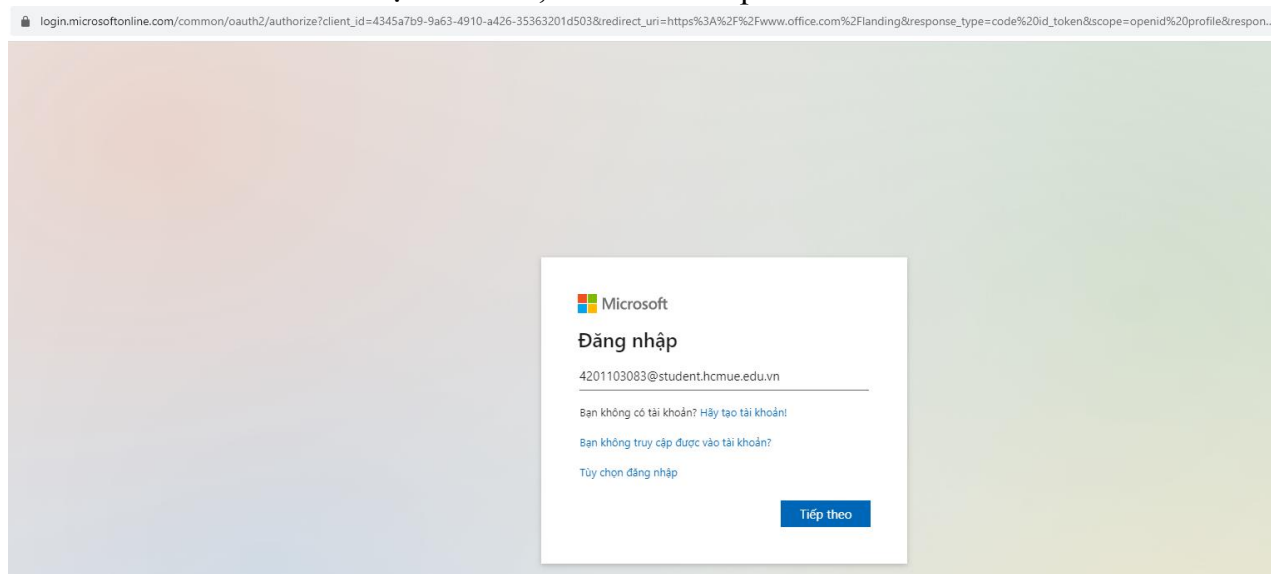 login.microsoftonline.com/common/oauth2/authorize?client_id=4345a7b9-9a63-4910-a426-35363201d503&redirect_uri=https%3A%2F%2Fwww.office.com%2Flanding&response_type=code%20id_token&scope=openid%20profile&respon...
Microsoft
Đăng nhập
4201103083@student.hcmue.edu.vn
Bạn không có tài khoản? Hãy tạo tài khoản!
Bạn không truy cập được vào tài khoản?
Tùy chọn đăng nhập
Tiếp theo